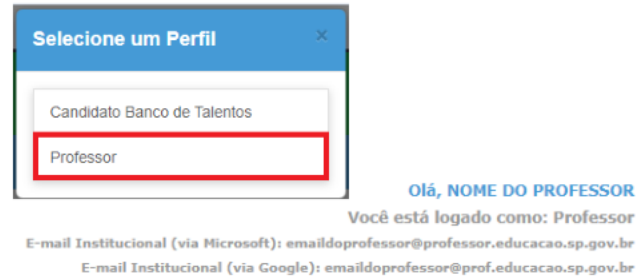 Selecione um Perfil ×
Candidato Banco de Talentos
Professor
Olá, NOME DO PROFESSOR
Você está logado como: Professor
E-mail Institucional (via Microsoft): emaildoprofessor@professor.educacao.sp.gov.br
E-mail Institucional (via Google): emaildoprofessor@prof.educacao.sp.gov.br